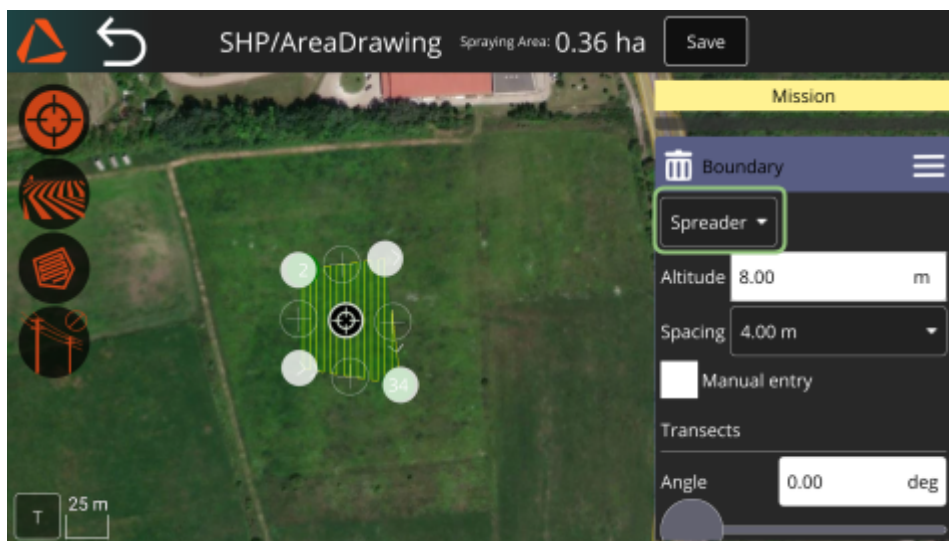 SHP/AreaDrawing Spraying Area: 0.36 ha Save
Mission
Boundary
Spreader
Altitude 8.00 m
Spacing 4.00 m
Manual entry
Transects
Angle 0.00 deg
2
34
T 25 m